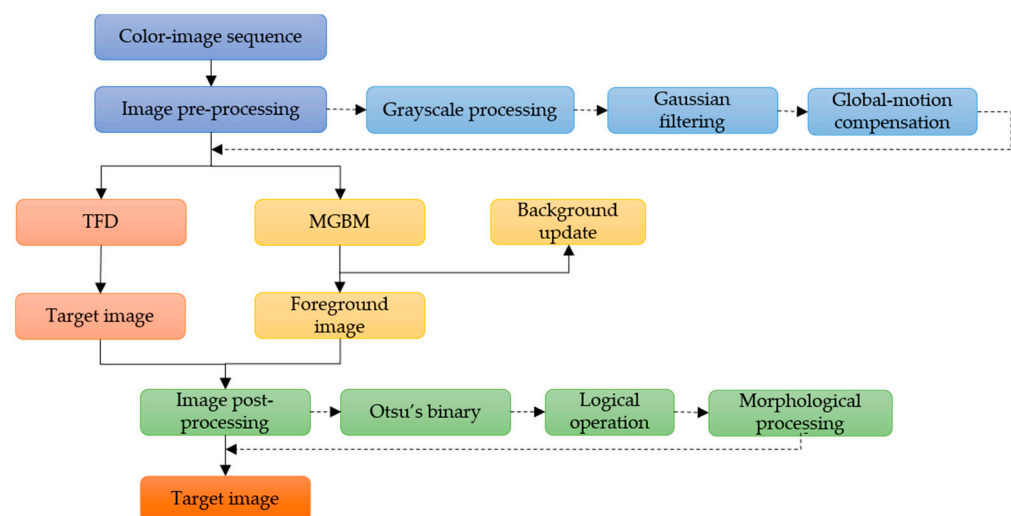 Color-image sequence
Image pre-processing
Grayscale processing
Gaussian
filtering
Global-motion
compensation
TFD
MGBM
Background
update
Target image
Foreground
image
Image post-
processing
Otsu's binary
Logical
operation
Morphological
processing
Target image